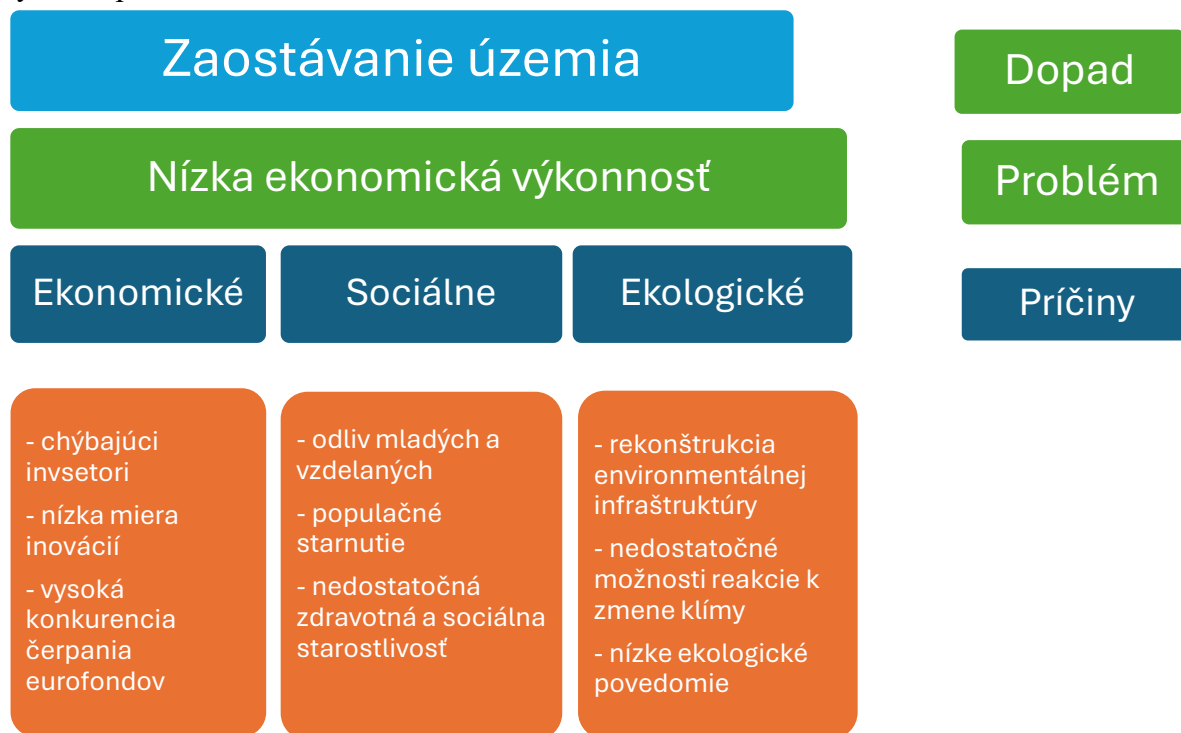 Zaostávanie územia
Dopad
Nízka ekonomická výkonnosť
Problém
Ekonomické
Sociálne
Ekologické
Príčiny
- chýbajúci
invsetori
- nízka miera
inovácií
- vysoká
konkurencia
čerpania
eurofondov
- odliv mladých a
vzdelaných
- populačné
starnutie
- nedostatočná
zdravotná a sociálna
starostlivosť
- rekonštrukcia
environmentálnej
infraštruktúry
- nedostatočné
možnosti reakcie k
zmene klímy
- nízke ekologické
povedomie